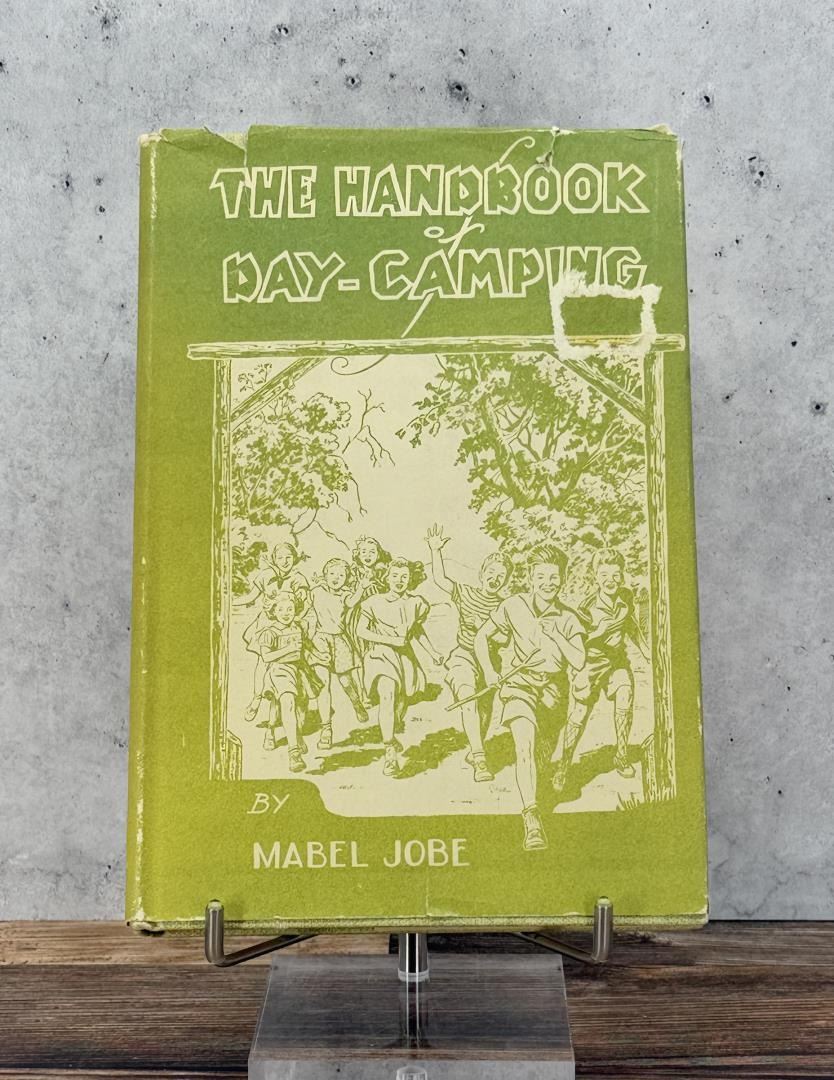 THE HANDBOOK
of
DAY-CAMPING
BY
MABEL JOBE